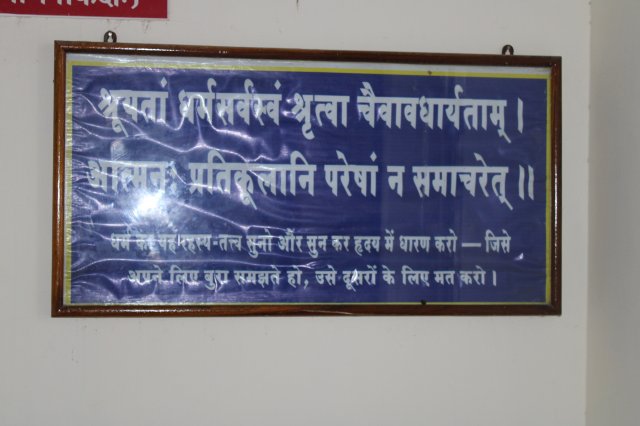 श्रूयतां धर्मसर्वस्वं श्रृत्वा चैवावधार्यताम् ।
आत्मनः प्रतिकूलानि परेषां न समाचरेत् ॥
धर्म का यह रहस्य-तत्त्व सुनो और सुन कर हृदय में धारण करो — जिसे
अपने लिए बुरा समझते हो, उसे दूसरों के लिए मत करो ।